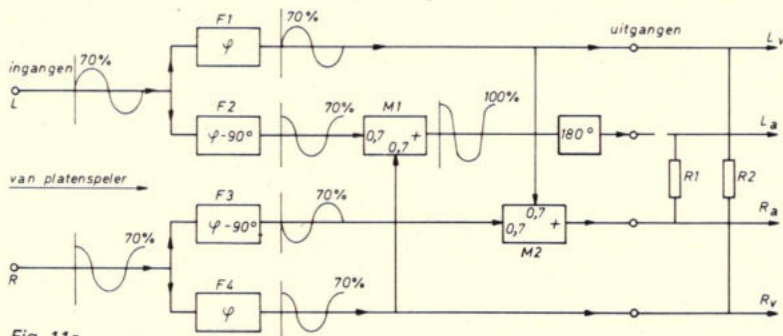 F1
70%
70%
φ
uitgangen
Lv
ingangen
L
F2
70%
M1
100%
φ-90°
0,7 +
0,7
180°
La
van platenspeler
F3
70%
R1
R2
φ-90°
0,7
0,7 +
M2
Ra
70%
R
F4
70%
φ
Rv
Fig. 11a